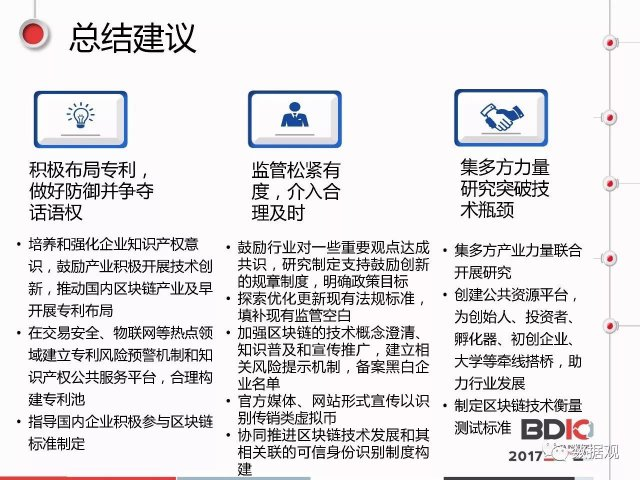 总结建议
积极布局专利，
做好防御并争夺
话语权
• 培养和强化企业知识产权意
识，鼓励产业积极开展技术创
新，推动国内区块链产业及早
开展专利布局
• 在交易安全、物联网等热点领
域建立专利风险预警机制和知
识产权公共服务平台，合理构
建专利池
• 指导国内企业积极参与区块链
标准制定
监管松紧有
度，介入合
理及时
• 鼓励行业对一些重要观点达成
共识，研究制定支持鼓励创新
的规章制度，明确政策目标
• 探索优化更新现有法规标准，
填补现有监管空白
• 加强区块链的技术概念澄清、
知识普及和宣传推广，建立相
关风险提示机制，备案黑白企
业名单
• 官方媒体、网站形式宣传以识
别传销类虚拟币
• 协同推进区块链技术发展和其
相关联的可信身份识别制度构
建
集多方力量
研究突破技
术瓶颈
• 集多方产业力量联合
开展研究
• 创建公共资源平台，
为创始人、投资者、
孵化器、初创企业、
大学等牵线搭桥，助
力行业发展
• 制定区块链技术衡量
测试标准
BDIC
2017
数据观